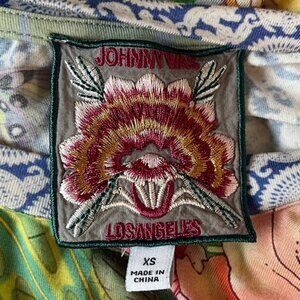 JOHNNY WAS
LOS ANGELES
XS
MADE IN
CHINA